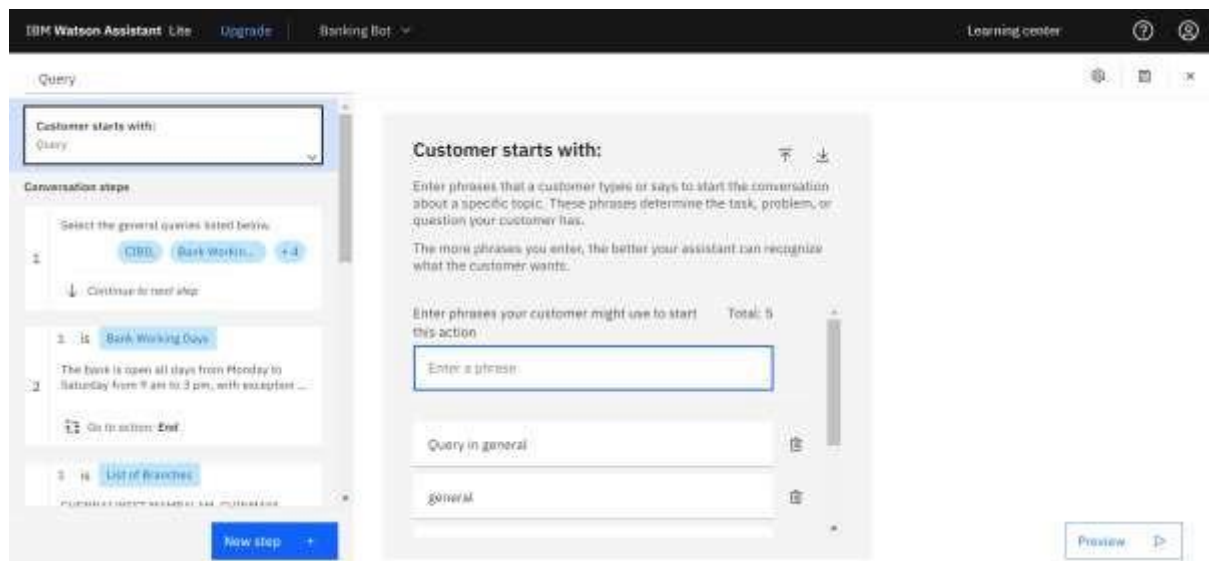 IBM Watson Assistant Lite Upgrade Banking Bot Learning center
Query
Customer starts with:
Query
Conversation steps
1
Select the general queries listed below.
CIBIL Bank Workin... +4
Continue to next step
2
1 is Bank Working Days
The bank is open all days from Monday to
Saturday from 9 am to 3 pm, with exception ...
Go to action: End
1 is List of Branches
New step +
Customer starts with:
Enter phrases that a customer types or says to start the conversation
about a specific topic. These phrases determine the task, problem, or
question your customer has.
The more phrases you enter, the better your assistant can recognize
what the customer wants.
Enter phrases your customer might use to start
this action
Total: 5
Enter a phrase
Query in general
general
Preview